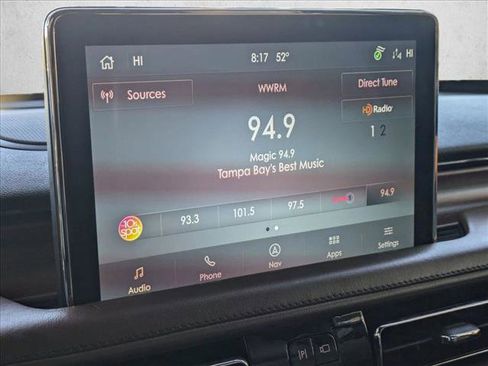 HI 8:17 52° HI
Sources WWRM Direct Tune
HD Radio
94.9 1 2
Magic 94.9
Tampa Bay's Best Music
93.3 101.5 97.5 94.9
Audio Phone Nav Apps Settings